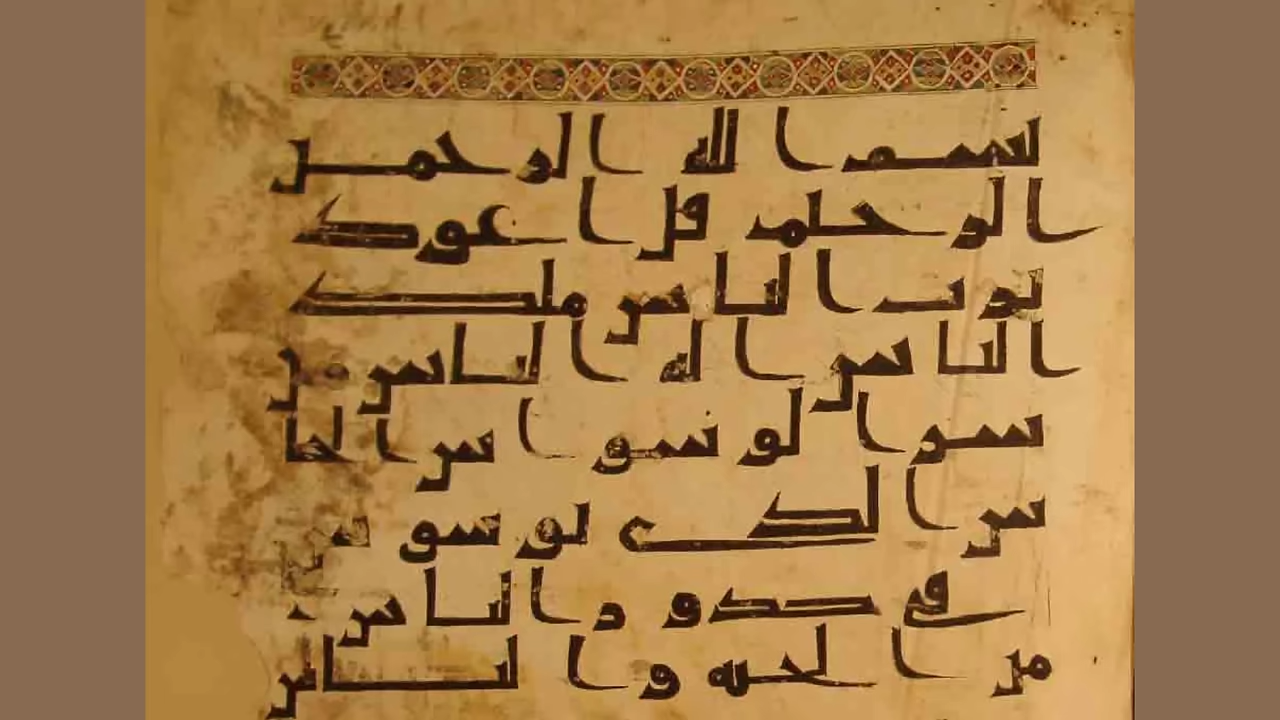 بسم الله الرحمن
الرحيم قل اعوذ
برب الناس ملك
الناس اله الناس من
شر الوسواس الخنا
س الذي يوسوس
في صدور الناس
من الجنة والناس